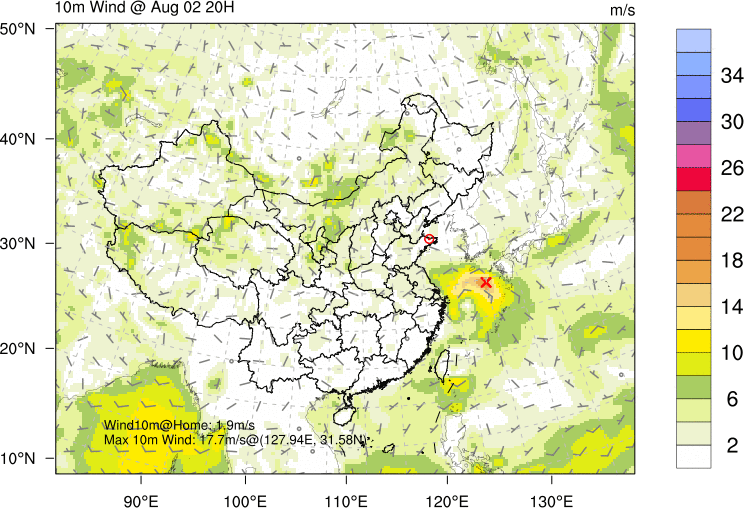 10m Wind @ Aug 02 20H
m/s
50°N
40°N
30°N
20°N
10°N
Wind10m@Home: 1.9m/s
Max 10m Wind: 17.7m/s@(127.94E, 31.58N)
90°E
100°E
110°E
120°E
130°E
34
30
26
22
18
14
10
6
2